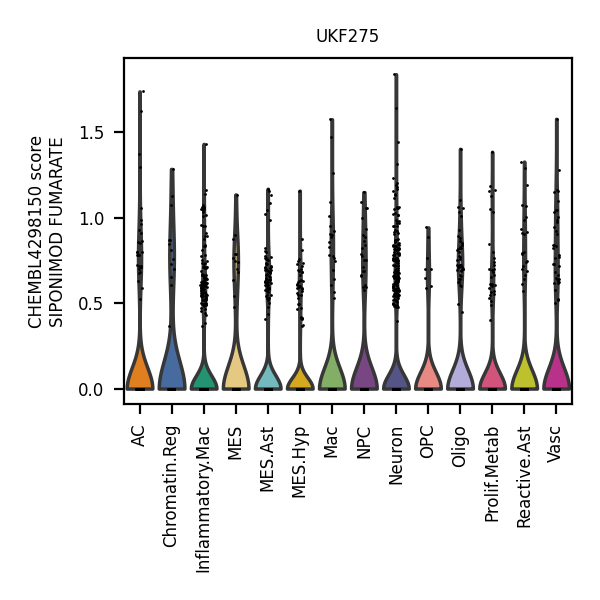 UKF275
CHEMBL4298150 score
SIPONIMOD FUMARATE
1.5
1.0
0.5
0.0
AC
Chromatin.Reg
Inflammatory.Mac
MES
MES.Ast
MES.Hyp
Mac
NPC
Neuron
OPC
Oligo
Prolif.Metab
Reactive.Ast
Vasc